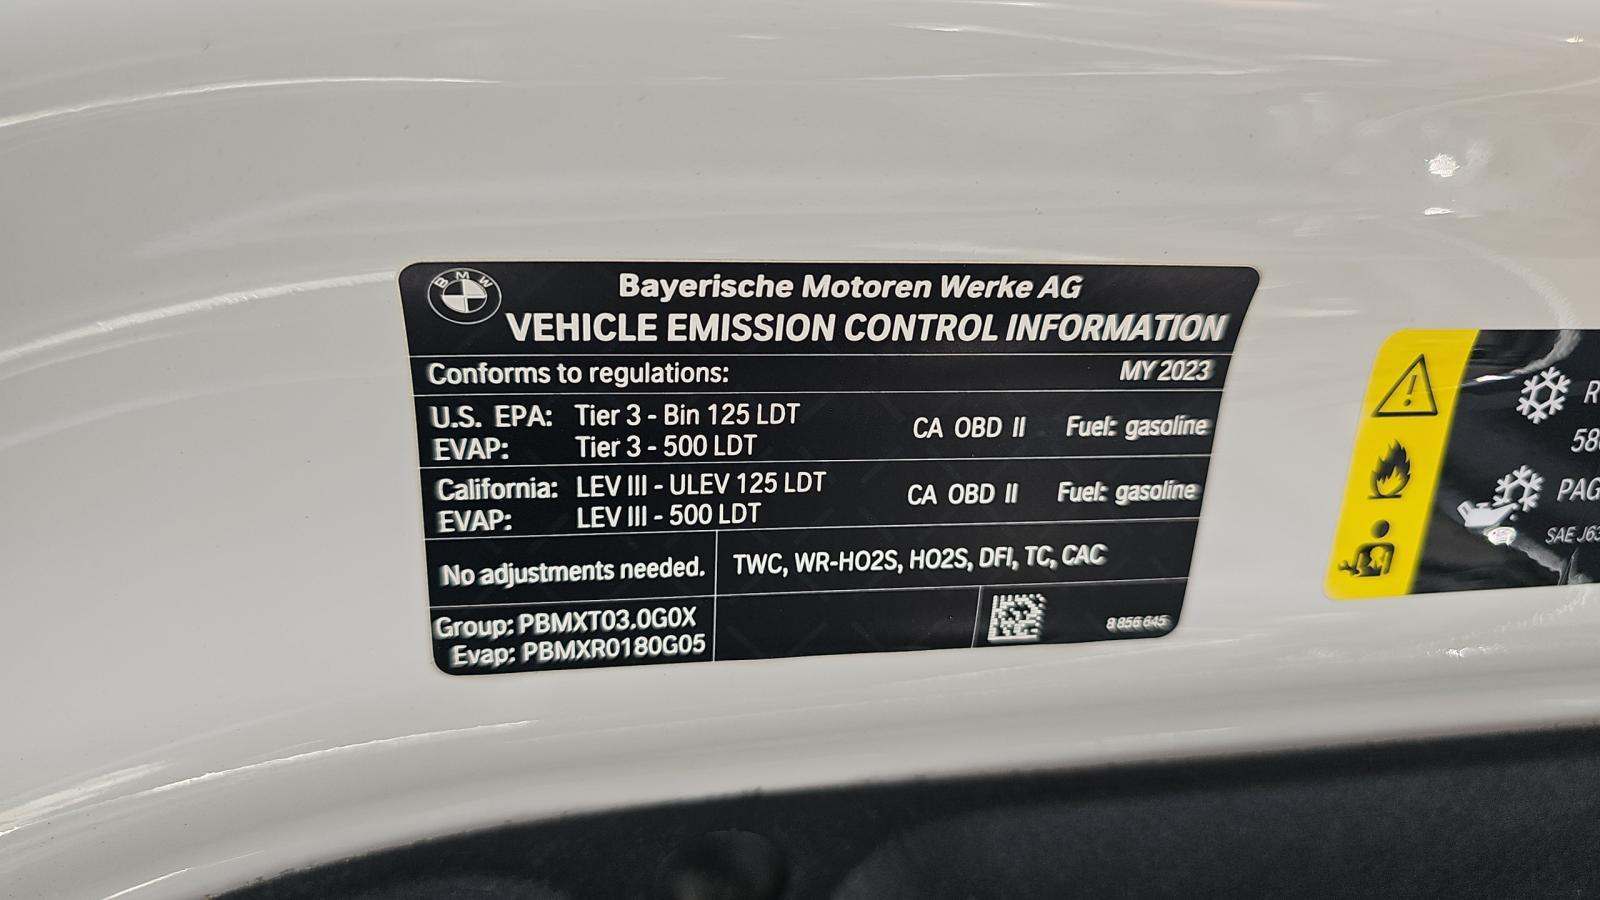 BMW
Bayerische Motoren Werke AG
VEHICLE EMISSION CONTROL INFORMATION
Conforms to regulations: MY 2023
U.S. EPA: Tier 3 - Bin 125 LDT CA OBD II Fuel: gasoline
EVAP: Tier 3 - 500 LDT
California: LEV III - ULEV 125 LDT CA OBD II Fuel: gasoline
EVAP: LEV III - 500 LDT
No adjustments needed. TWC, WR-HO2S, HO2S, DFI, TC, CAC
Group: PBMXT03.0G0X
Evap: PBMXR0180G05
8 856 645
R
58
PAG
SAE J63